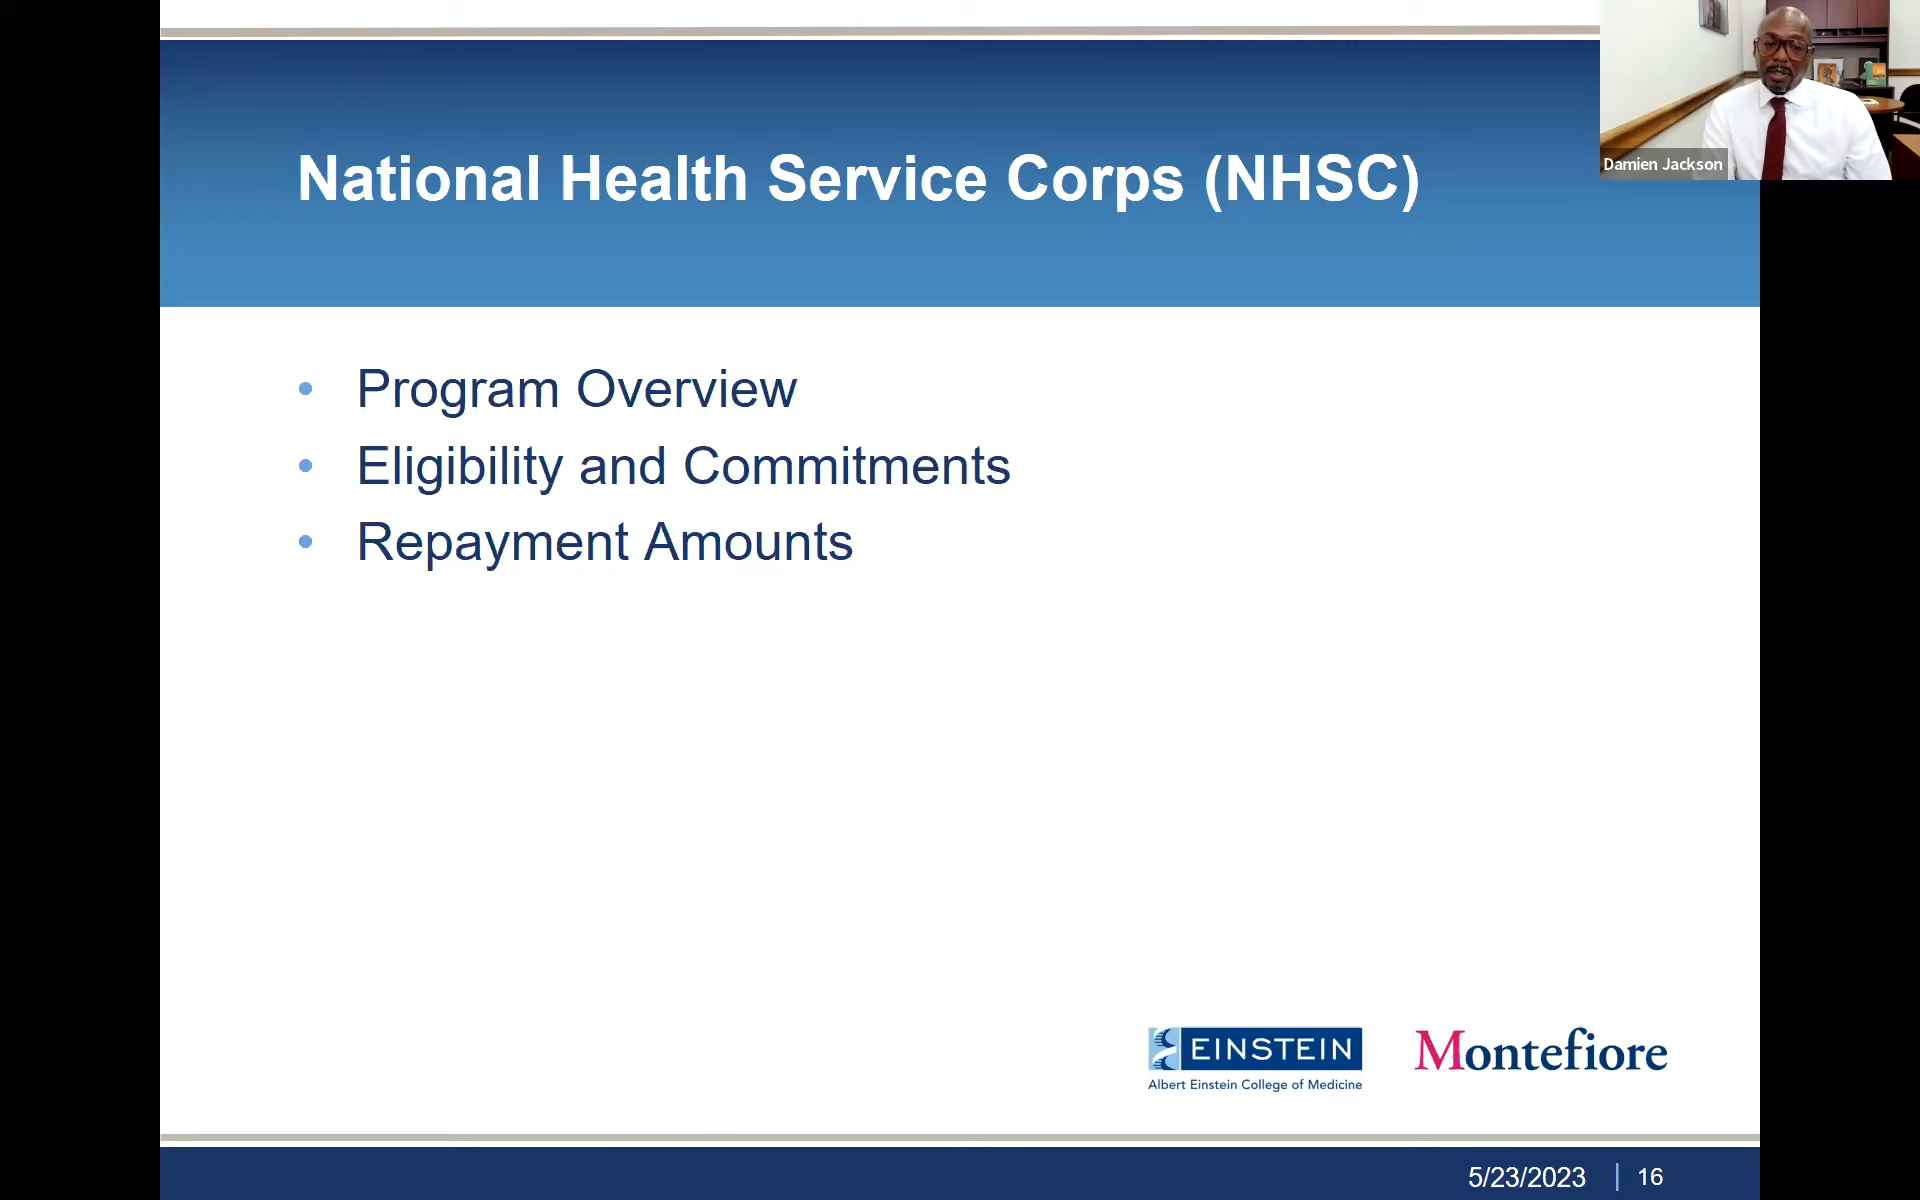 National Health Service Corps (NHSC)
Damien Jackson
• Program Overview
• Eligibility and Commitments
• Repayment Amounts
EINSTEIN
Albert Einstein College of Medicine
Montefiore
5/23/2023 | 16